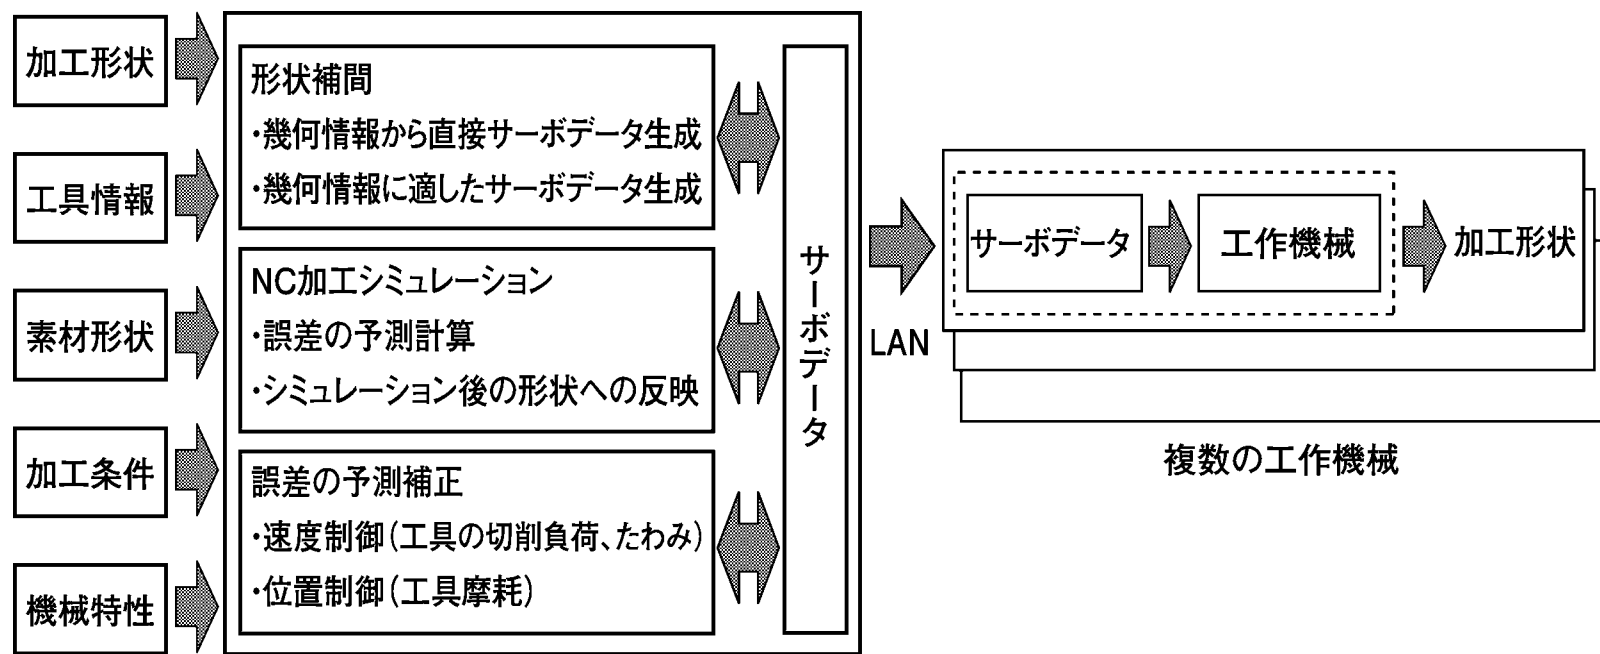 加工形状
工具情報
素材形状
加工条件
機械特性
形状補間
・幾何情報から直接サーボデータ生成
・幾何情報に適したサーボデータ生成
NC加工シミュレーション
・誤差の予測計算
・シミュレーション後の形状への反映
誤差の予測補正
・速度制御(工具の切削負荷、たわみ)
・位置制御(工具摩耗)
サーボデータ
LAN
サーボデータ
工作機械
加工形状
複数の工作機械